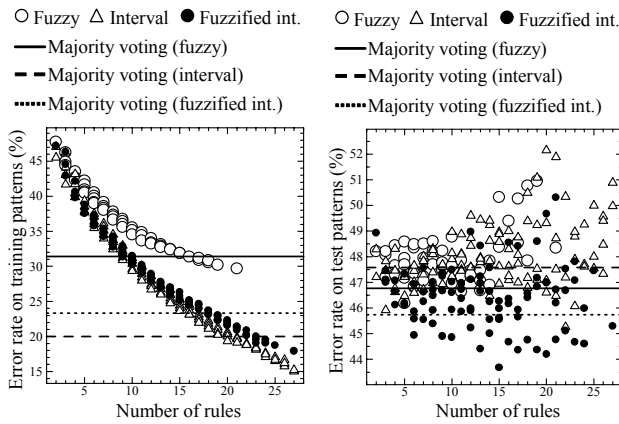 Fuzzy Interval Fuzzified int.
Majority voting (fuzzy)
Majority voting (interval)
Majority voting (fuzzified int.)
Error rate on training patterns (%)
45
40
35
30
25
20
15
5 10 15 20 25
Number of rules
Fuzzy Interval Fuzzified int.
Majority voting (fuzzy)
Majority voting (interval)
Majority voting (fuzzified int.)
Error rate on test patterns (%)
52
51
50
49
48
47
46
45
44
5 10 15 20 25
Number of rules